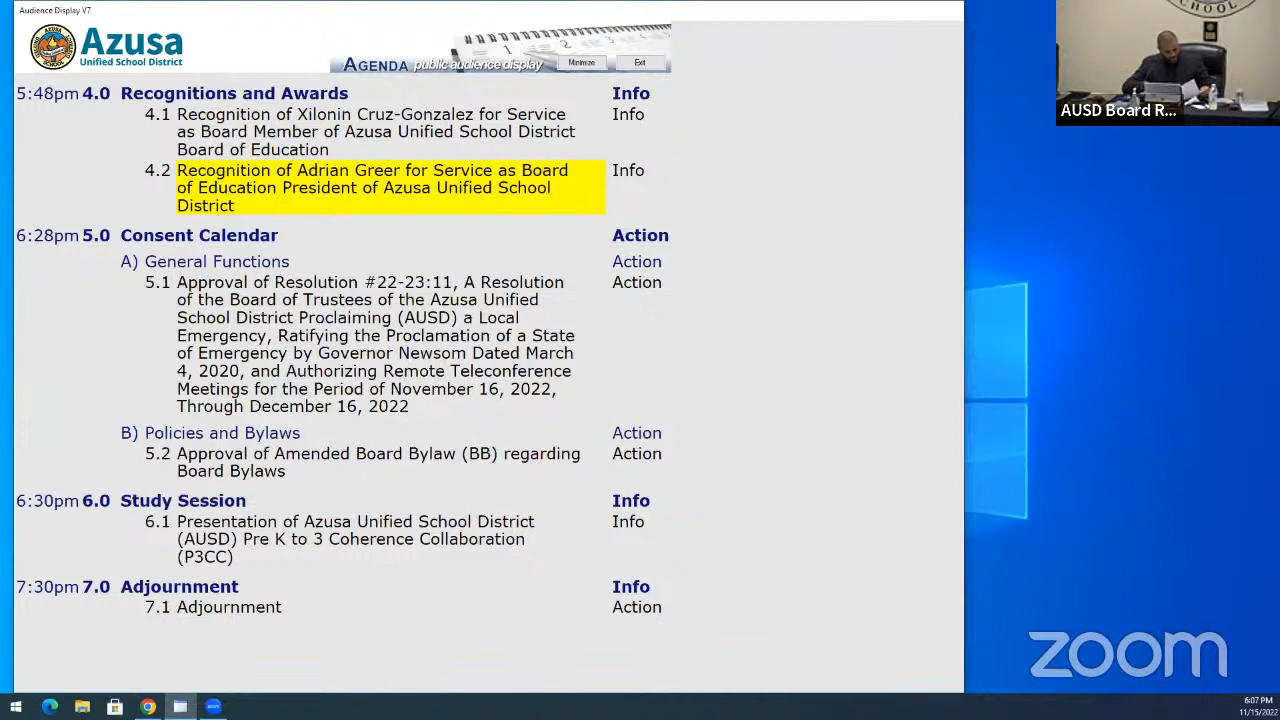 Audience Display V7
SCHOOL
Azusa
Unified School District
AGENDA public audience display
1 2 3 4
Minimize Exit
AUSD Board R...
5:48pm 4.0 Recognitions and Awards Info
4.1 Recognition of Xilonin Cruz-Gonzalez for Service Info
as Board Member of Azusa Unified School District
Board of Education
4.2 Recognition of Adrian Greer for Service as Board Info
of Education President of Azusa Unified School
District
6:28pm 5.0 Consent Calendar Action
A) General Functions Action
5.1 Approval of Resolution #22-23:11, A Resolution Action
of the Board of Trustees of the Azusa Unified
School District Proclaiming (AUSD) a Local
Emergency, Ratifying the Proclamation of a State
of Emergency by Governor Newsom Dated March
4, 2020, and Authorizing Remote Teleconference
Meetings for the Period of November 16, 2022,
Through December 16, 2022
B) Policies and Bylaws Action
5.2 Approval of Amended Board Bylaw (BB) regarding Action
Board Bylaws
6:30pm 6.0 Study Session Info
6.1 Presentation of Azusa Unified School District Info
(AUSD) Pre K to 3 Coherence Collaboration
(P3CC)
7:30pm 7.0 Adjournment Info
7.1 Adjournment Action
zoom
6:07 PM
11/15/2022